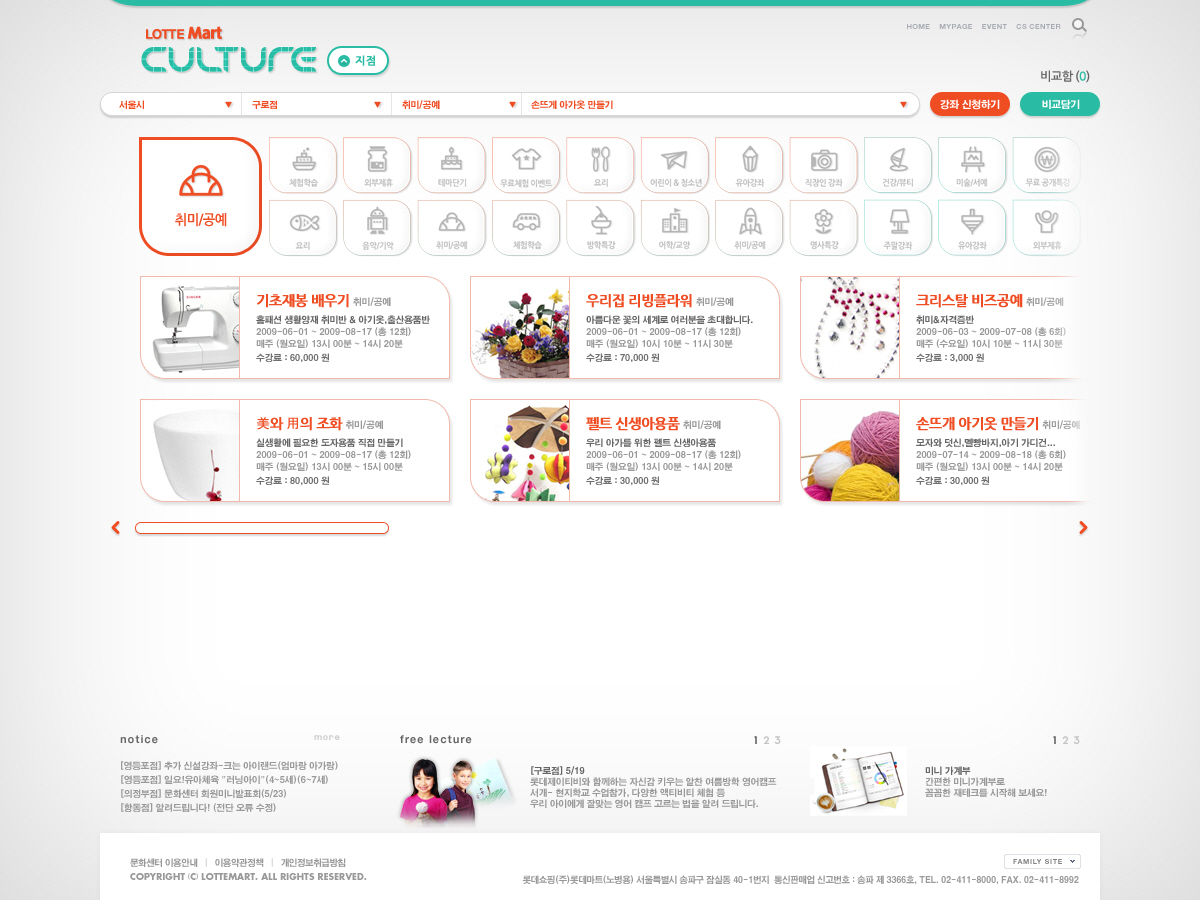 HOME MYPAGE EVENT CS CENTER
LOTTE Mart
CULTURE
지점
비교함 (0)
서울시 구로점 취미/공예 손뜨게 아가옷 만들기
강좌 신청하기 비교담기
취미/공예
체험학습 외부제휴 테마단기 무료체험 이벤트 요리 어린이 & 청소년 유아강좌 직장인 강좌 건강/뷰티 미술/서예 무료 공개특강
요리 음악/기악 취미/공예 체험학습 방학특강 어학/교양 취미/공예 명사특강 주말강좌 유아강좌 외부제휴
기초재봉 배우기 취미/공예
홈패션 생활양재 취미반 & 아기옷,출산용품반
2009-06-01 ~ 2009-08-17 (총 12회)
매주 (월요일) 13시 00분 ~ 14시 20분
수강료 : 60,000 원
우리집 리빙플라워 취미/공예
아름다운 꽃의 세계로 여러분을 초대합니다.
2009-06-01 ~ 2009-08-17 (총 12회)
매주 (월요일) 10시 10분 ~ 11시 30분
수강료 : 70,000 원
크리스탈 비즈공예 취미/공예
취미&자격증반
2009-06-03 ~ 2009-07-08 (총 6회)
매주 (수요일) 10시 10분 ~ 11시 30분
수강료 : 3,000 원
美와 用의 조화 취미/공예
실생활에 필요한 도자용품 직접 만들기
2009-06-01 ~ 2009-08-17 (총 12회)
매주 (월요일) 13시 00분 ~ 15시 00분
수강료 : 80,000 원
펠트 신생아용품 취미/공예
우리 아가를 위한 펠트 신생아용품
2009-06-01 ~ 2009-08-17 (총 12회)
매주 (월요일) 13시 00분 ~ 14시 20분
수강료 : 30,000 원
손뜨개 아기옷 만들기 취미/공예
모자와 덧신,멜빵바지,아기 가디건...
2009-07-14 ~ 2009-08-18 (총 6회)
매주 (월요일) 13시 00분 ~ 14시 20분
수강료 : 30,000 원
notice more
[영등포점] 추가 신설강좌-크는 아이랜드(엄마랑 아가랑)
[영등포점] 일요!유아체육 "러닝아이"(4~5세)(6~7세)
[의정부점] 문화센터 회원미니발표회(5/23)
[항동점] 알려드립니다! (전단 오류 수정)
free lecture 1 2 3
[구로점] 5/19
롯데제이티비와 함께하는 자신감 키우는 알찬 여름방학 영어캠프
서개- 현지학교 수업참가, 다양한 액티비티 체험 등
우리 아이에게 잘맞는 영어 캠프 고르는 법을 알려 드립니다.
1 2 3
미니 가계부
간편한 미니가계부로
꼼꼼한 재테크를 시작해 보세요!
문화센터 이용안내 | 이용약관정책 | 개인정보취급방침
COPYRIGHT (C) LOTTEMART. ALL RIGHTS RESERVED.
FAMILY SITE
롯데쇼핑(주)롯데마트(노병용) 서울특별시 송파구 잠실동 40-1번지 통신판매업 신고번호 : 송파 제 3366호, TEL. 02-411-8000, FAX. 02-411-8992